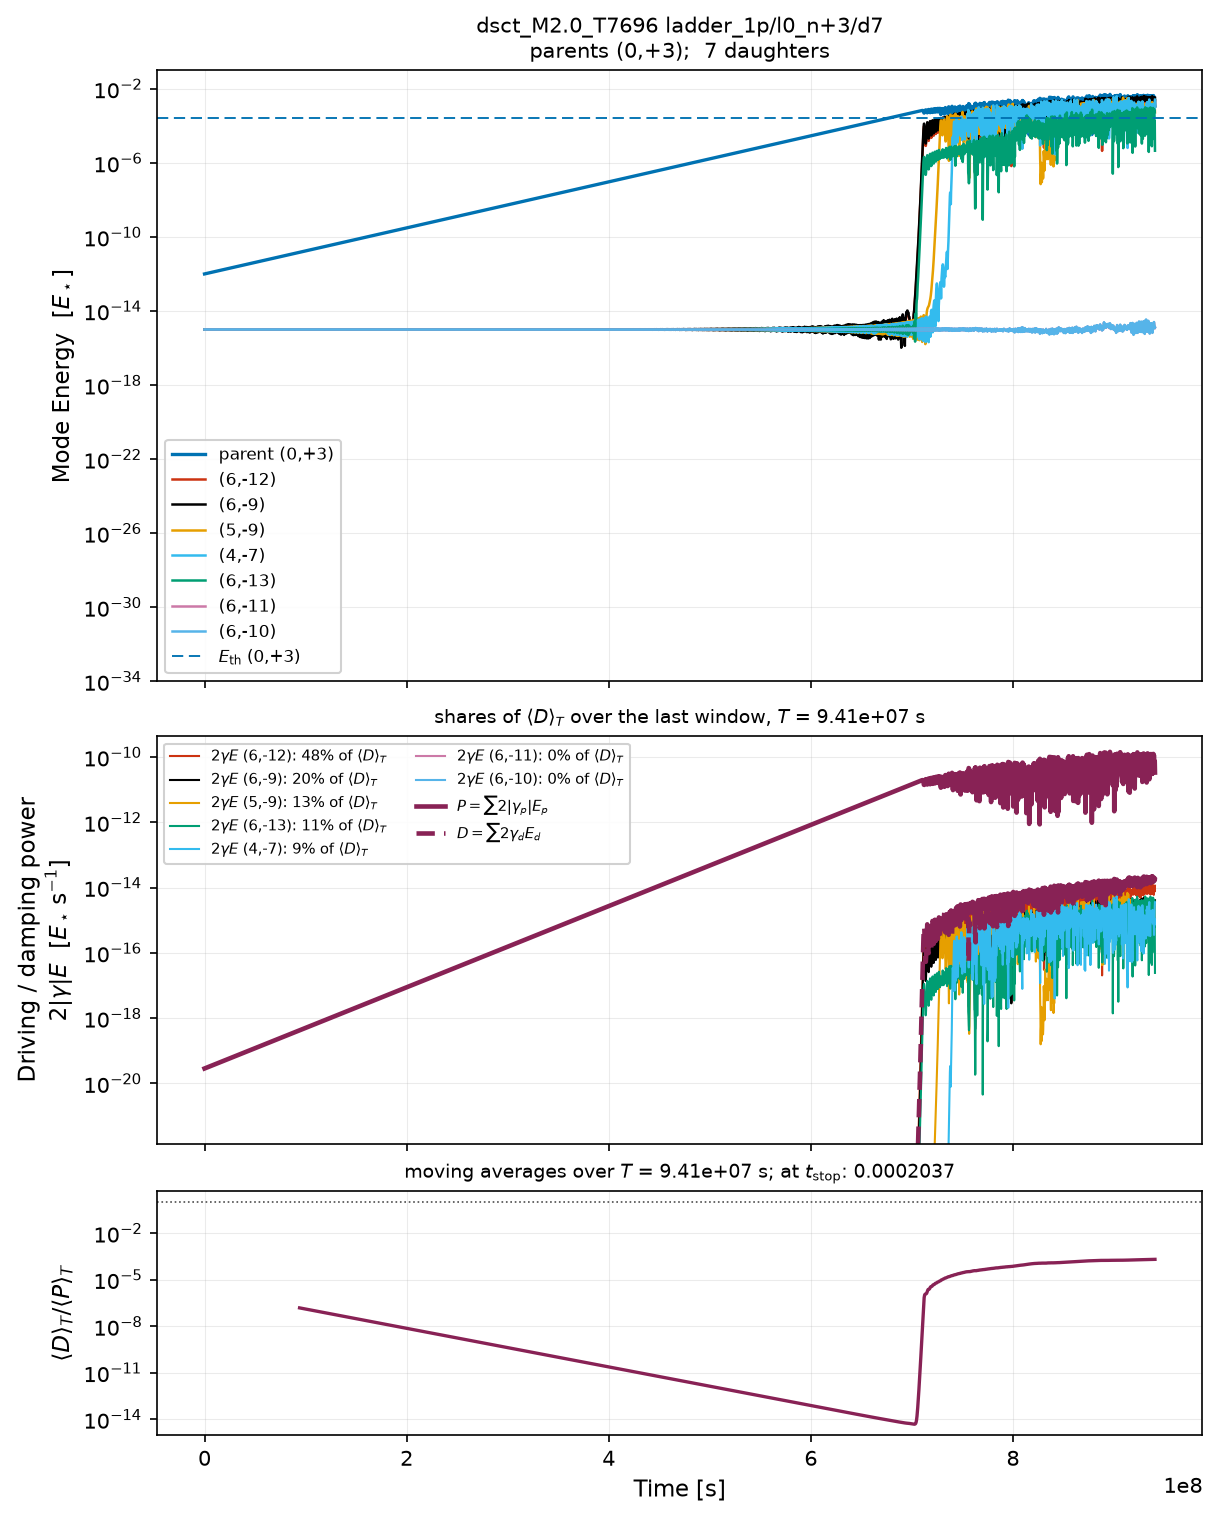 dsct_M2.0_T7696 ladder_1p/l0_n+3/d7
parents (0,+3);  7 daughters
Mode Energy [E⋆]
10⁻²
10⁻⁶
10⁻¹⁰
10⁻¹⁴
10⁻¹⁸
10⁻²²
10⁻²⁶
10⁻³⁰
10⁻³⁴
parent (0,+3)
(6,-12)
(6,-9)
(5,-9)
(4,-7)
(6,-13)
(6,-11)
(6,-10)
E_th (0,+3)
shares of ⟨D⟩_T over the last window, T = 9.41e+07 s
Driving / damping power
2|γ|E [E⋆ s⁻¹]
10⁻¹⁰
10⁻¹²
10⁻¹⁴
10⁻¹⁶
10⁻¹⁸
10⁻²⁰
2γE (6,-12): 48% of ⟨D⟩_T
2γE (6,-9): 20% of ⟨D⟩_T
2γE (5,-9): 13% of ⟨D⟩_T
2γE (6,-13): 11% of ⟨D⟩_T
2γE (4,-7): 9% of ⟨D⟩_T
2γE (6,-11): 0% of ⟨D⟩_T
2γE (6,-10): 0% of ⟨D⟩_T
P = ∑2|γ_p|E_p
D = ∑2γ_dE_d
moving averages over T = 9.41e+07 s; at t_stop: 0.0002037
⟨D⟩_T/⟨P⟩_T
10⁻²
10⁻⁵
10⁻⁸
10⁻¹¹
10⁻¹⁴
0
2
4
6
8
1e8
Time [s]